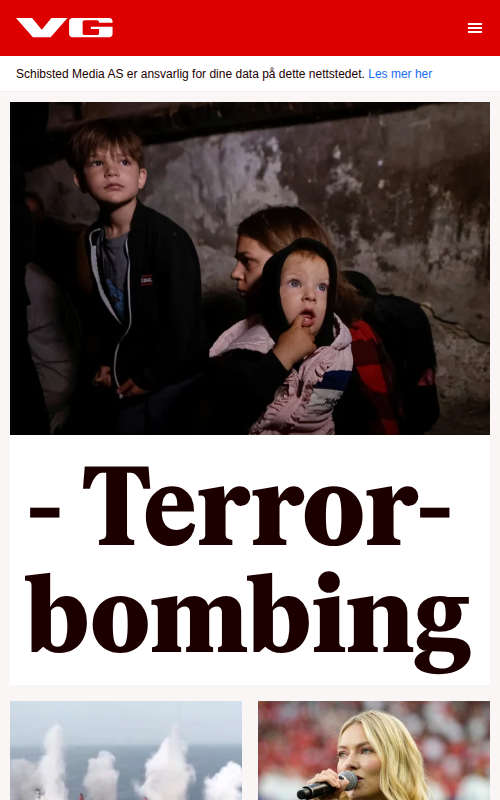 VG
Schibsted Media AS er ansvarlig for dine data på dette nettstedet. Les mer her
- Terror-
bombing